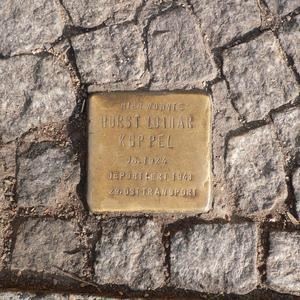 HIER WOHNTE
HORST LOTHAR
KOPPEL
JG. 1924
DEPORTIERT 1943
29. OSTTRANSPORT